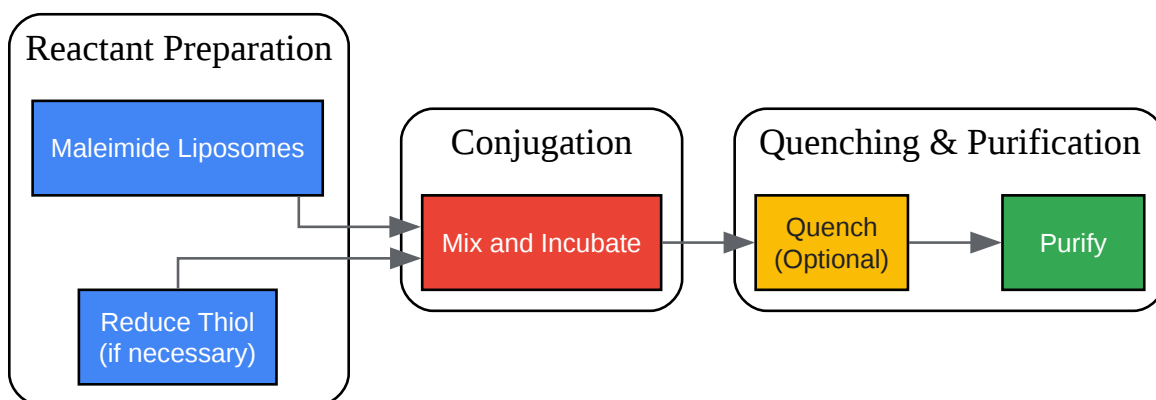 Reactant Preparation
Maleimide Liposomes
Reduce Thiol
(if necessary)
Conjugation
Mix and Incubate
Quenching & Purification
Quench
(Optional)
Purify